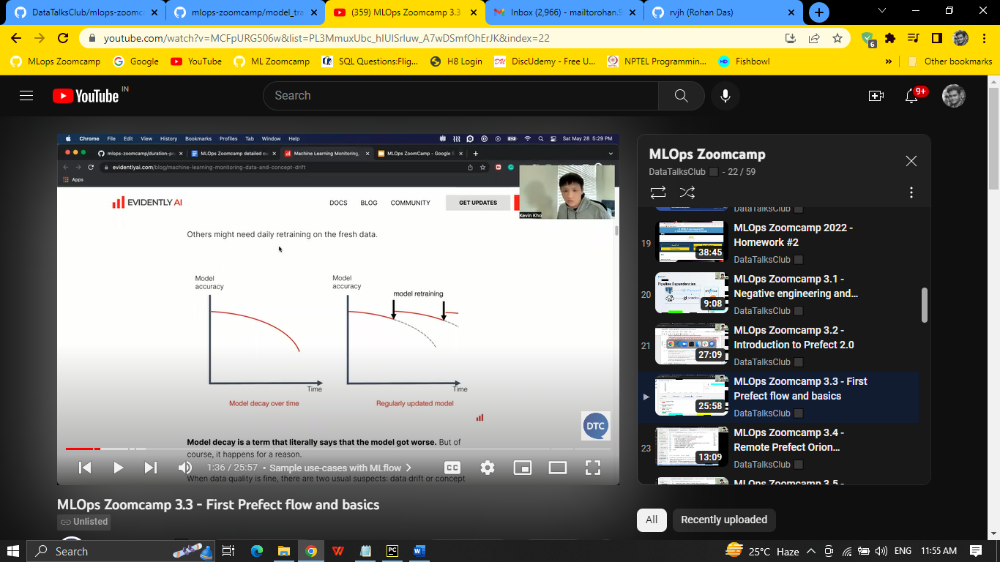 DataTalksClub/mlops-zoomca
mlops-zoomcamp/model_tra
(359) MLOps Zoomcamp 3.3
Inbox (2,966) - mailtorohan.9
rvjh (Rohan Das)
youtube.com/watch?v=MCFpURG506w&list=PL3MmuxUbc_hIUISrluw_A7wDSmfOhErJK&index=22
6
MLops Zoomcamp
Google
YouTube
ML Zoomcamp
SQL Questions:Flig...
H8 Login
DiscUdemy - Free U...
NPTEL Programmin...
Fishbowl
»
Other bookmarks
YouTube IN
Search
9+
Chrome File Edit View History Bookmarks Profiles Tab Window Help
Sat May 28 5:29 PM
mlops-zoomcamp/duration-pr
MLOps Zoomcamp detailed ou
Machine Learning Monitoring,
MLOps ZoomCamp - Google S
evidentlyai.com/blog/machine-learning-monitoring-data-and-concept-drift
Apps
EVIDENTLY AI
DOCS BLOG COMMUNITY GET UPDATES
Kevin Kho
Others might need daily retraining on the fresh data.
Model
accuracy
Model
accuracy
model retraining
Time
Time
Model decay over time
Regularly updated model
DTC
Model decay is a term that literally says that the model got worse. But of
course, it happens for a reason.
1:36 / 25:57 • Sample use-cases with MLflow
CC
When data quality is fine, there are two usual suspects: data drift or concept
MLOps Zoomcamp 3.3 - First Prefect flow and basics
Unlisted
MLOps Zoomcamp
DataTalksClub - 22 / 59
DataTalksClub
19
38:45
MLOps Zoomcamp 2022 -
Homework #2
DataTalksClub
20
Pipeline Dependencies
9:08
MLOps Zoomcamp 3.1 -
Negative engineering and...
DataTalksClub
21
27:09
MLOps Zoomcamp 3.2 -
Introduction to Prefect 2.0
DataTalksClub
25:58
MLOps Zoomcamp 3.3 - First
Prefect flow and basics
DataTalksClub
23
13:09
MLOps Zoomcamp 3.4 -
Remote Prefect Orion...
DataTalksClub
MLOps Zoomcamp 3.5 -
All
Recently uploaded
Search
25°C Haze
ENG
11:55 AM